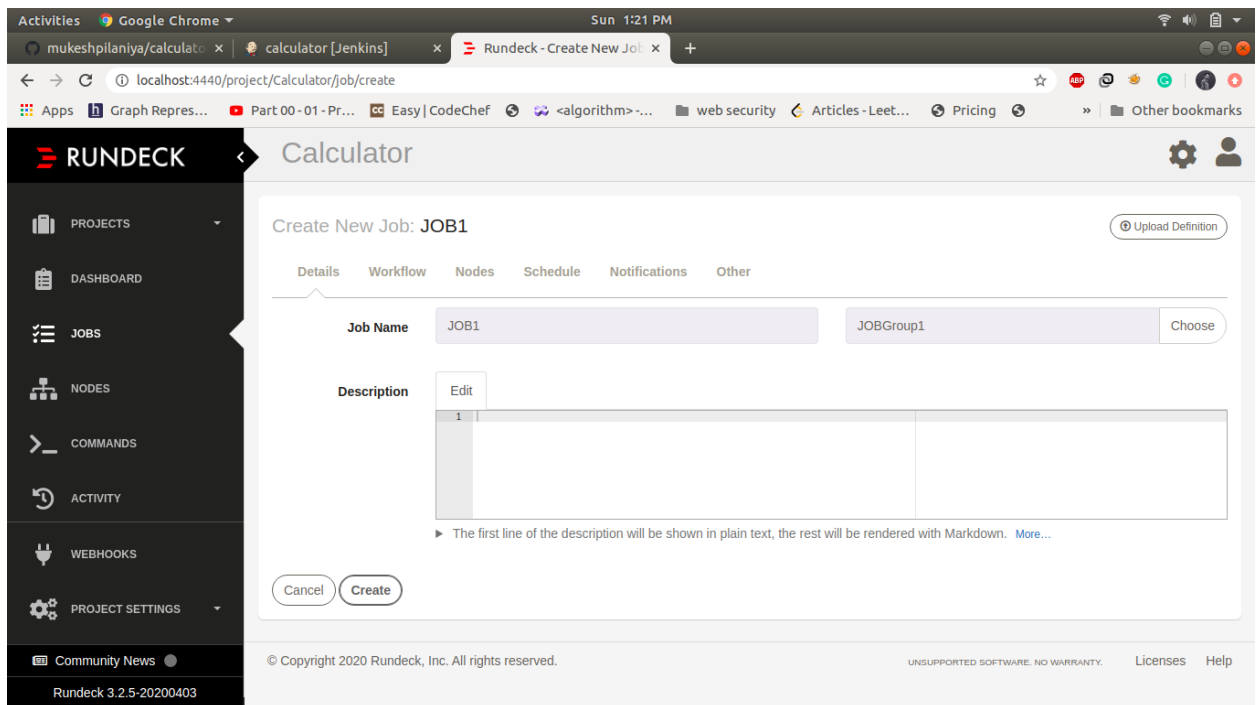 Activities Google Chrome Sun 1:21 PM
mukeshpilaniya/calculato calculator [Jenkins] Rundeck - Create New Job
localhost:4440/project/Calculator/job/create ABP
Apps Graph Repres... Part 00 - 01 - Pr... Easy | CodeChef <algorithm> -... web security Articles - Leet... Pricing » Other bookmarks
RUNDECK Calculator
PROJECTS
Create New Job: JOB1 Upload Definition
Details Workflow Nodes Schedule Notifications Other
DASHBOARD
Job Name JOB1 JOBGroup1 Choose
JOBS
NODES
Description Edit
1
COMMANDS
ACTIVITY
The first line of the description will be shown in plain text, the rest will be rendered with Markdown. More...
WEBHOOKS
Cancel Create
PROJECT SETTINGS
Community News
© Copyright 2020 Rundeck, Inc. All rights reserved. UNSUPPORTED SOFTWARE. NO WARRANTY. Licenses Help
Rundeck 3.2.5-20200403